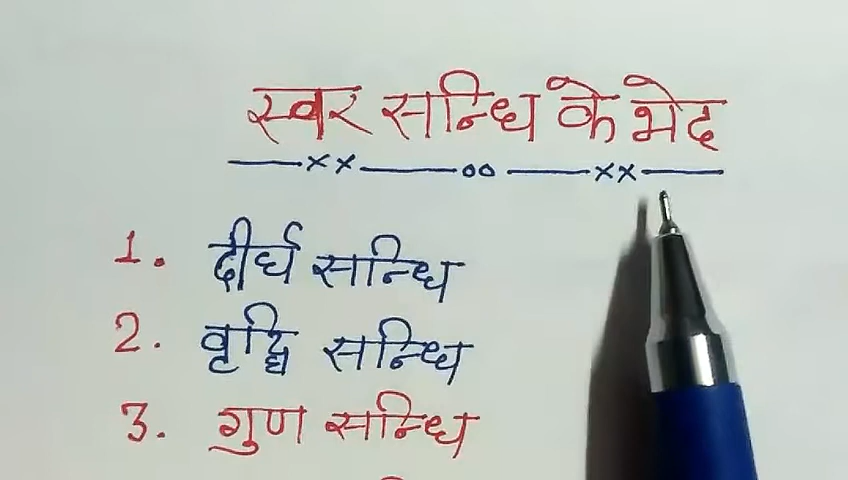 स्वर सन्धि के भेद
1. दीर्घ सन्धि
2. वृद्धि सन्धि
3. गुण सन्धि